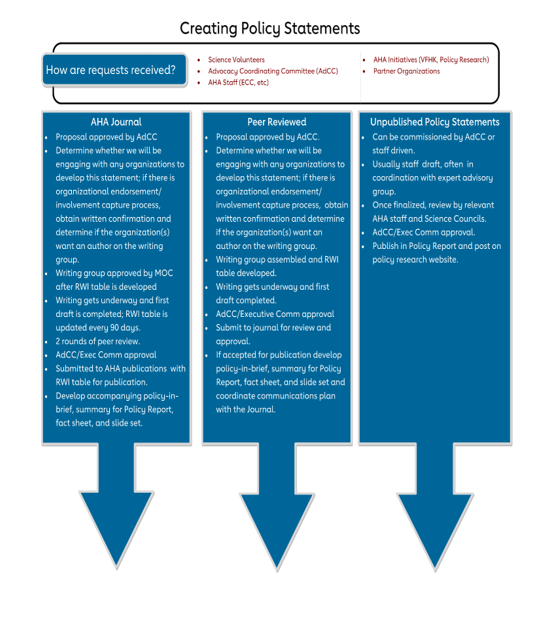 Creating Policy Statements
How are requests received?
• Science Volunteers
• Advocacy Coordinating Committee (AdCC)
• AHA Staff (ECC, etc)
• AHA Initiatives (VFHK, Policy Research)
• Partner Organizations
AHA Journal
• Proposal approved by AdCC
• Determine whether we will be
engaging with any organizations to
develop this statement; if there is
organizational endorsement/
involvement capture process,
obtain written confirmation and
determine if the organization(s)
want an author on the writing
group.
• Writing group approved by MOC
after RWI table is developed
• Writing gets underway and first
draft is completed; RWI table is
updated every 90 days.
• 2 rounds of peer review.
• AdCC/Exec Comm approval
• Submitted to AHA publications with
RWI table for publication.
• Develop accompanying policy-in-
brief, summary for Policy Report,
fact sheet, and slide set.
Peer Reviewed
• Proposal approved by AdCC.
• Determine whether we will be
engaging with any organizations to
develop this statement; if there is
organizational endorsement/
involvement capture process, obtain
written confirmation and determine
if the organization(s) want an
author on the writing group.
• Writing group assembled and RWI
table developed.
• Writing gets underway and first
draft completed.
• AdCC/Executive Comm approval
• Submit to journal for review and
approval.
• If accepted for publication develop
policy-in-brief, summary for Policy
Report, fact sheet, and slide set and
coordinate communications plan
with the Journal.
Unpublished Policy Statements
• Can be commissioned by AdCC or
staff driven.
• Usually staff draft, often in
coordination with expert advisory
group.
• Once finalized, review by relevant
AHA staff and Science Councils.
• AdCC/Exec Comm approval.
• Publish in Policy Report and post on
policy research website.